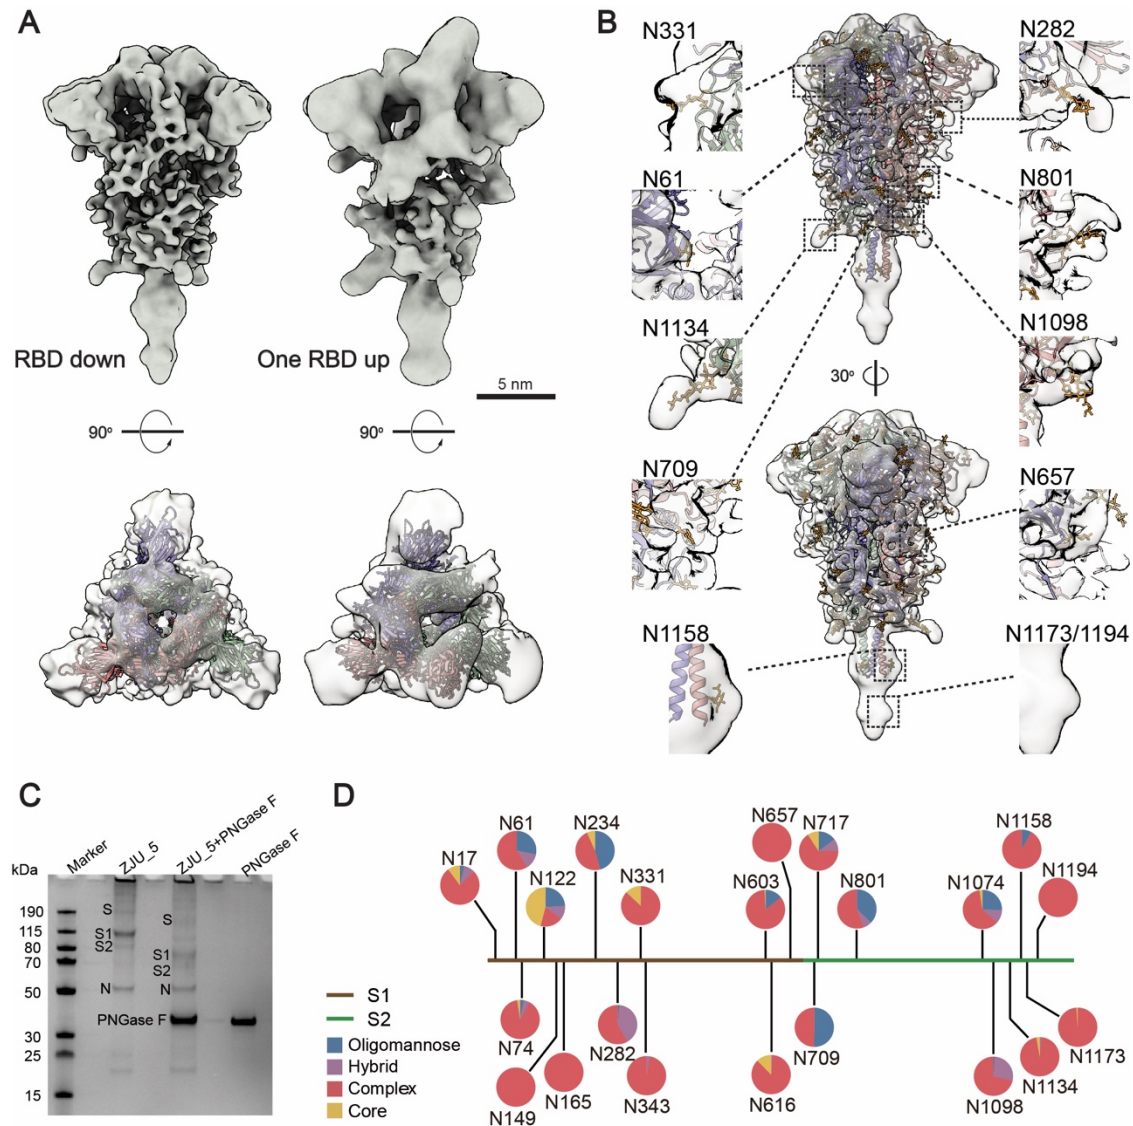 A
RBD down
One RBD up
5 nm
90°
90°
B
N331
N282
N61
N801
N1134
N1098
30°
N709
N657
N1158
N1173/1194
C
Marker
ZJU_5
ZJU_5+PNGase F
PNGase F
kDa
190
115
80
70
50
30
25
15
S
S1
S2
N
PNGase F
S
S1
S2
N
D
N17
N61
N122
N234
N331
N657
N603
N717
N801
N1158
N1074
N1194
N74
N149
N165
N282
N343
N616
N709
N1098
N1134
N1173
S1
S2
Oligomannose
Hybrid
Complex
Core